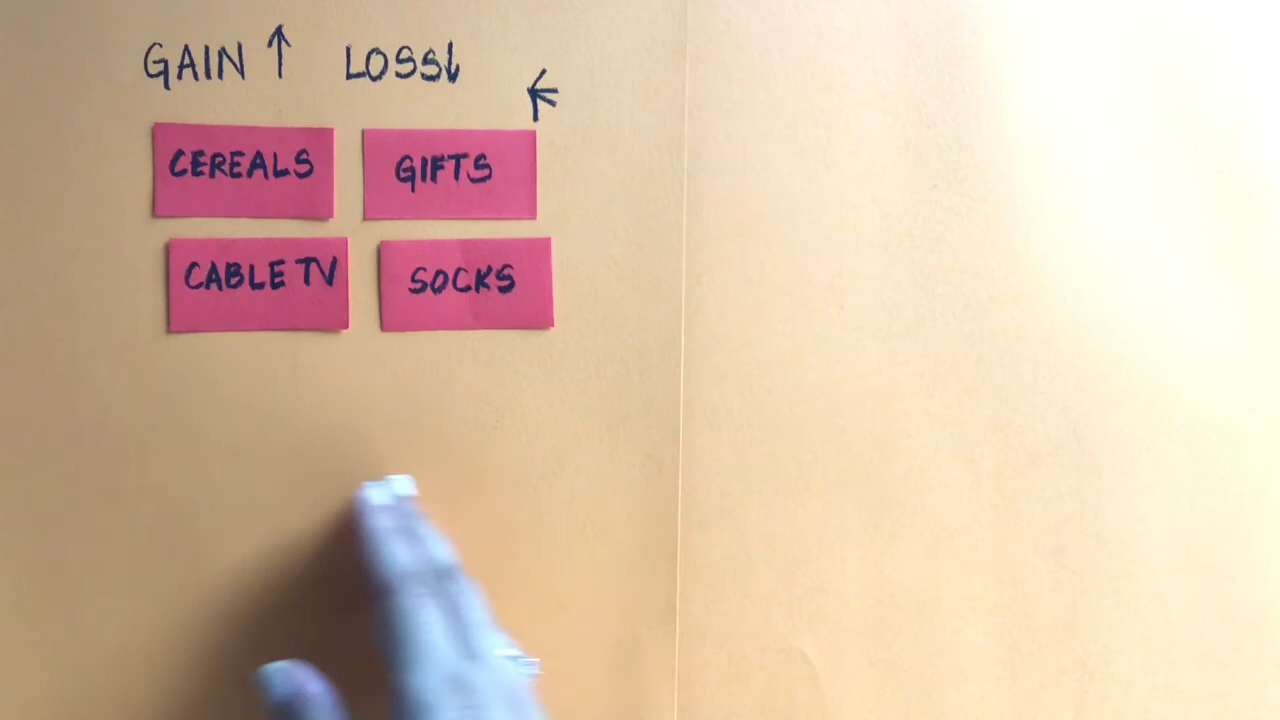 GAIN ↑ LOSS↓
←
CEREALS GIFTS
CABLE TV SOCKS